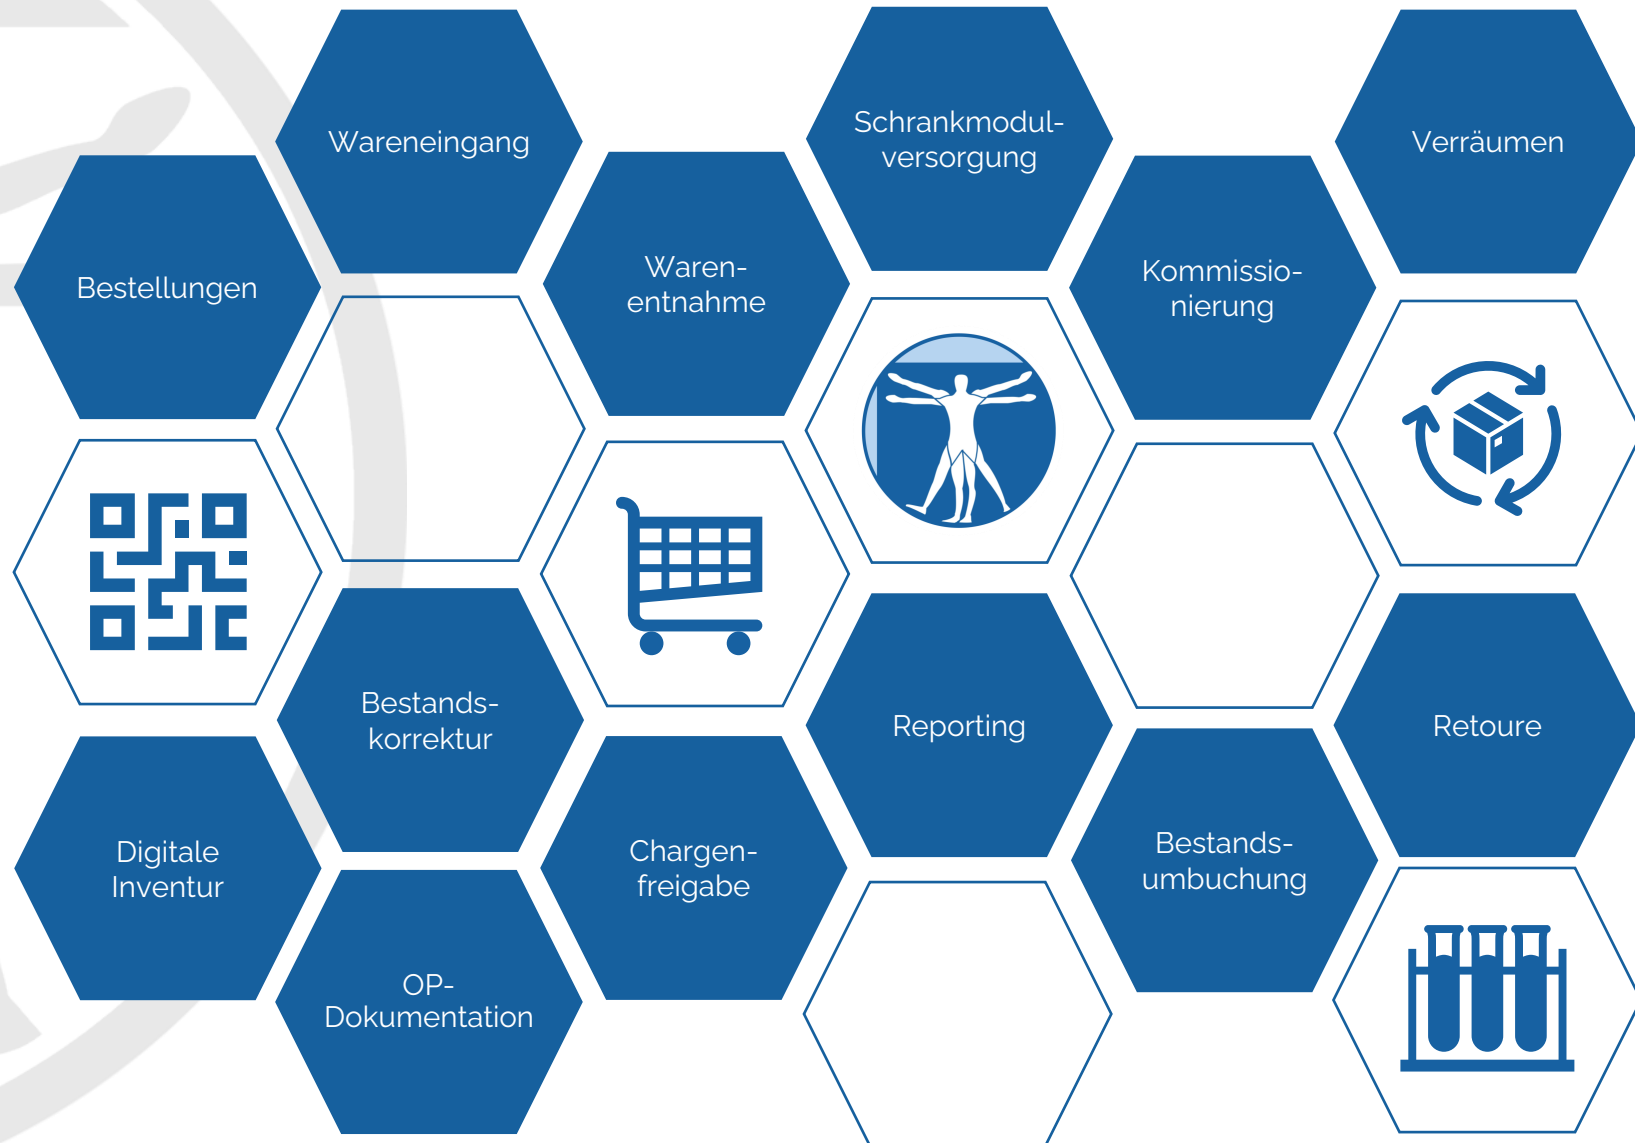 Wareneingang
Schrankmodul-
versorgung
Verräumen
Bestellungen
Waren-
entnahme
Kommissio-
nierung
Bestands-
korrektur
Reporting
Retoure
Digitale
Inventur
Chargen-
freigabe
Bestands-
umbuchung
OP-
Dokumentation